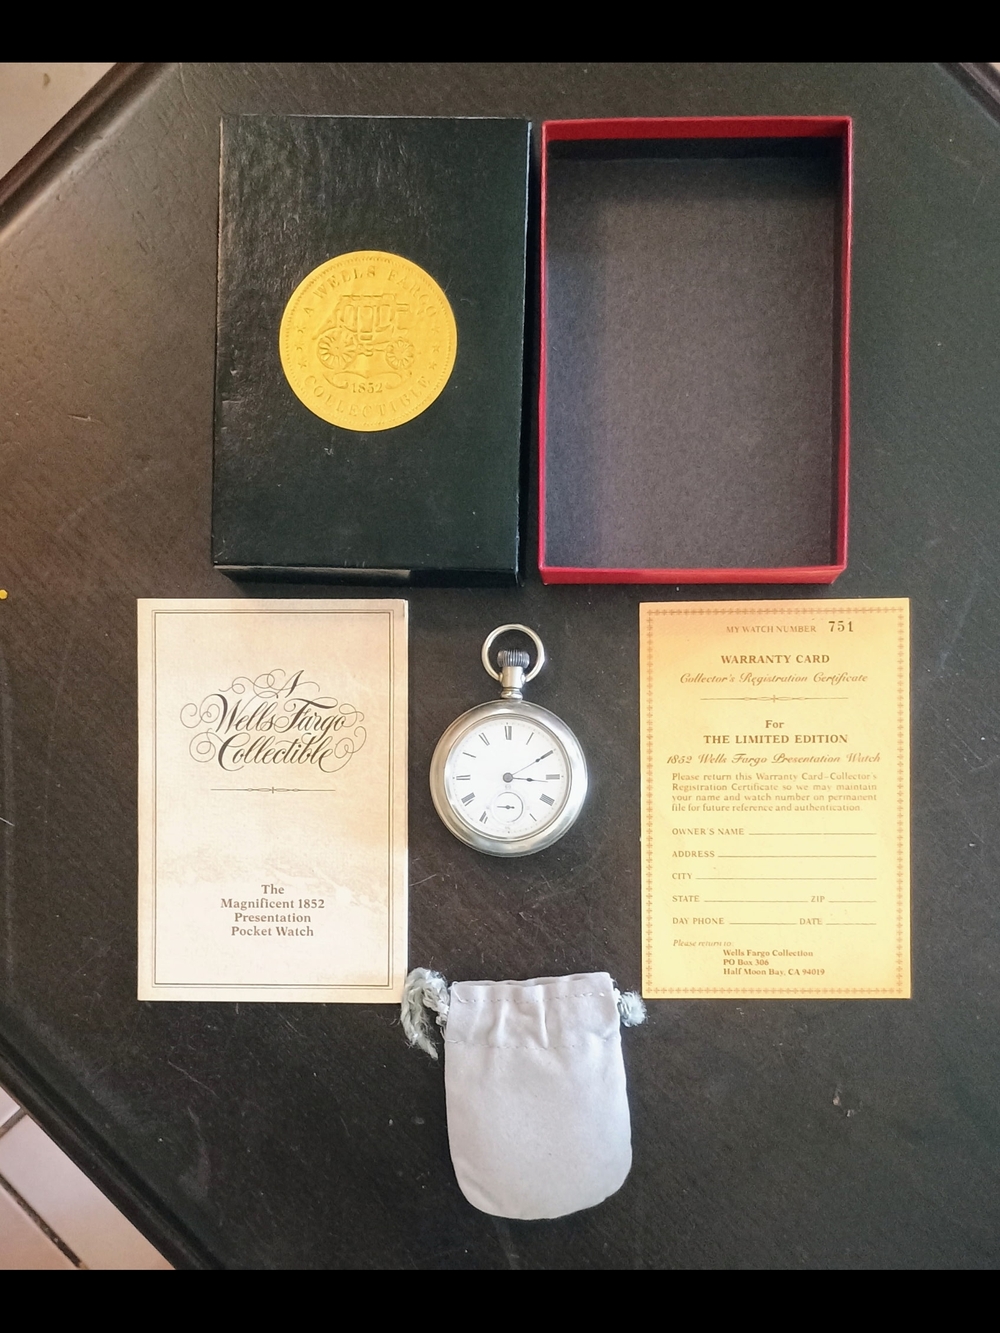 A WELLS FARGO
1852
COLLECTIBLE
A
Wells Fargo
Collectible
The
Magnificent 1852
Presentation
Pocket Watch
MY WATCH NUMBER 751
WARRANTY CARD
Collector's Registration Certificate
For
THE LIMITED EDITION
1852 Wells Fargo Presentation Watch
Please return this Warranty Card-Collector's
Registration Certificate so we may maintain
your name and watch number on permanent
file for future reference and authentication.
OWNER'S NAME
ADDRESS
CITY
STATE ZIP
DAY PHONE DATE
Please return to:
Wells Fargo Collection
PO Box 306
Half Moon Bay, CA 94019